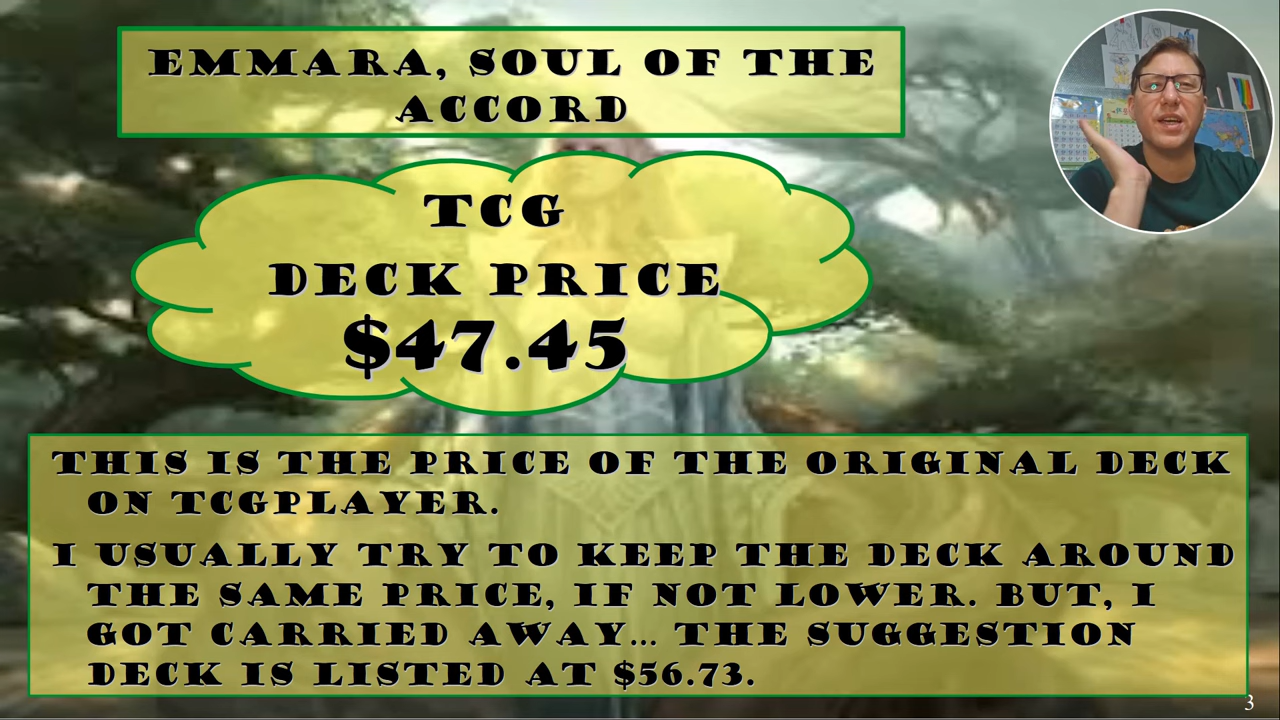 EMMARA, SOUL OF THE
ACCORD
TCG
DECK PRICE
$47.45
THIS IS THE PRICE OF THE ORIGINAL DECK
ON TCGPLAYER.
I USUALLY TRY TO KEEP THE DECK AROUND
THE SAME PRICE, IF NOT LOWER. BUT, I
GOT CARRIED AWAY... THE SUGGESTION
DECK IS LISTED AT $56.73.
3